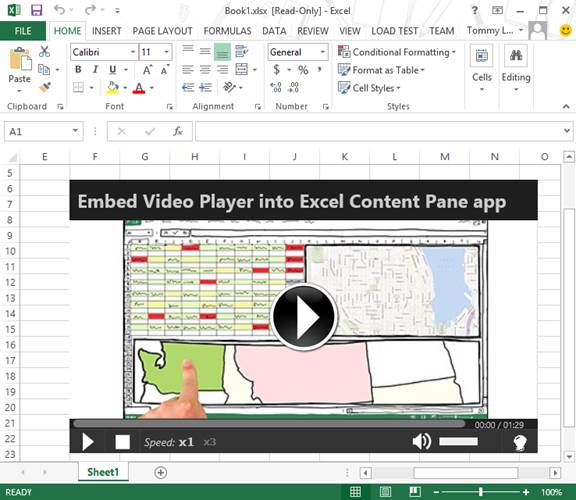 Book1.xlsx [Read-Only] - Excel
FILE HOME INSERT PAGE LAYOUT FORMULAS DATA REVIEW VIEW LOAD TEST TEAM Tommy L...
Paste
Calibri 11
B I U
A A
General
$ % ,
Conditional Formatting
Format as Table
Cell Styles
Cells
Editing
Clipboard Font Alignment Number Styles
A1 fx
E F G H I J K L M N O
5
6
7
8
9
10
11
12
13
14
15
16
17
18
19
20
21
22
23
Embed Video Player into Excel Content Pane app
00:00 / 01:29
Speed: x1 x3
Sheet1
READY 100%